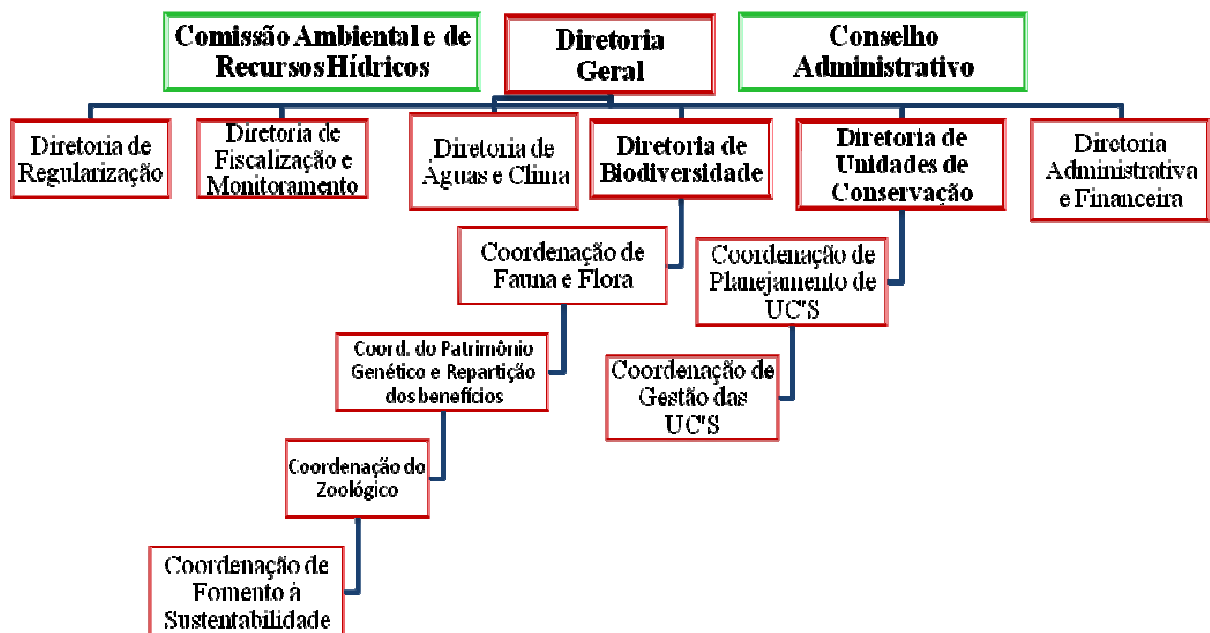 Comissão Ambiental e de
Recursos Hídricos
Diretoria
Geral
Conselho
Administrativo
Diretoria de
Regularização
Diretoria de
Fiscalização e
Monitoramento
Diretoria de
Águas e Clima
Diretoria de
Biodiversidade
Diretoria de
Unidades de
Conservação
Diretoria
Administrativa
e Financeira
Coordenação de
Fauna e Flora
Coordenação de
Planejamento de
UC'S
Coord. do Patrimônio
Genético e Repartição
dos benefícios
Coordenação de
Gestão das
UC'S
Coordenação do
Zoológico
Coordenação de
Fomento à
Sustentabilidade